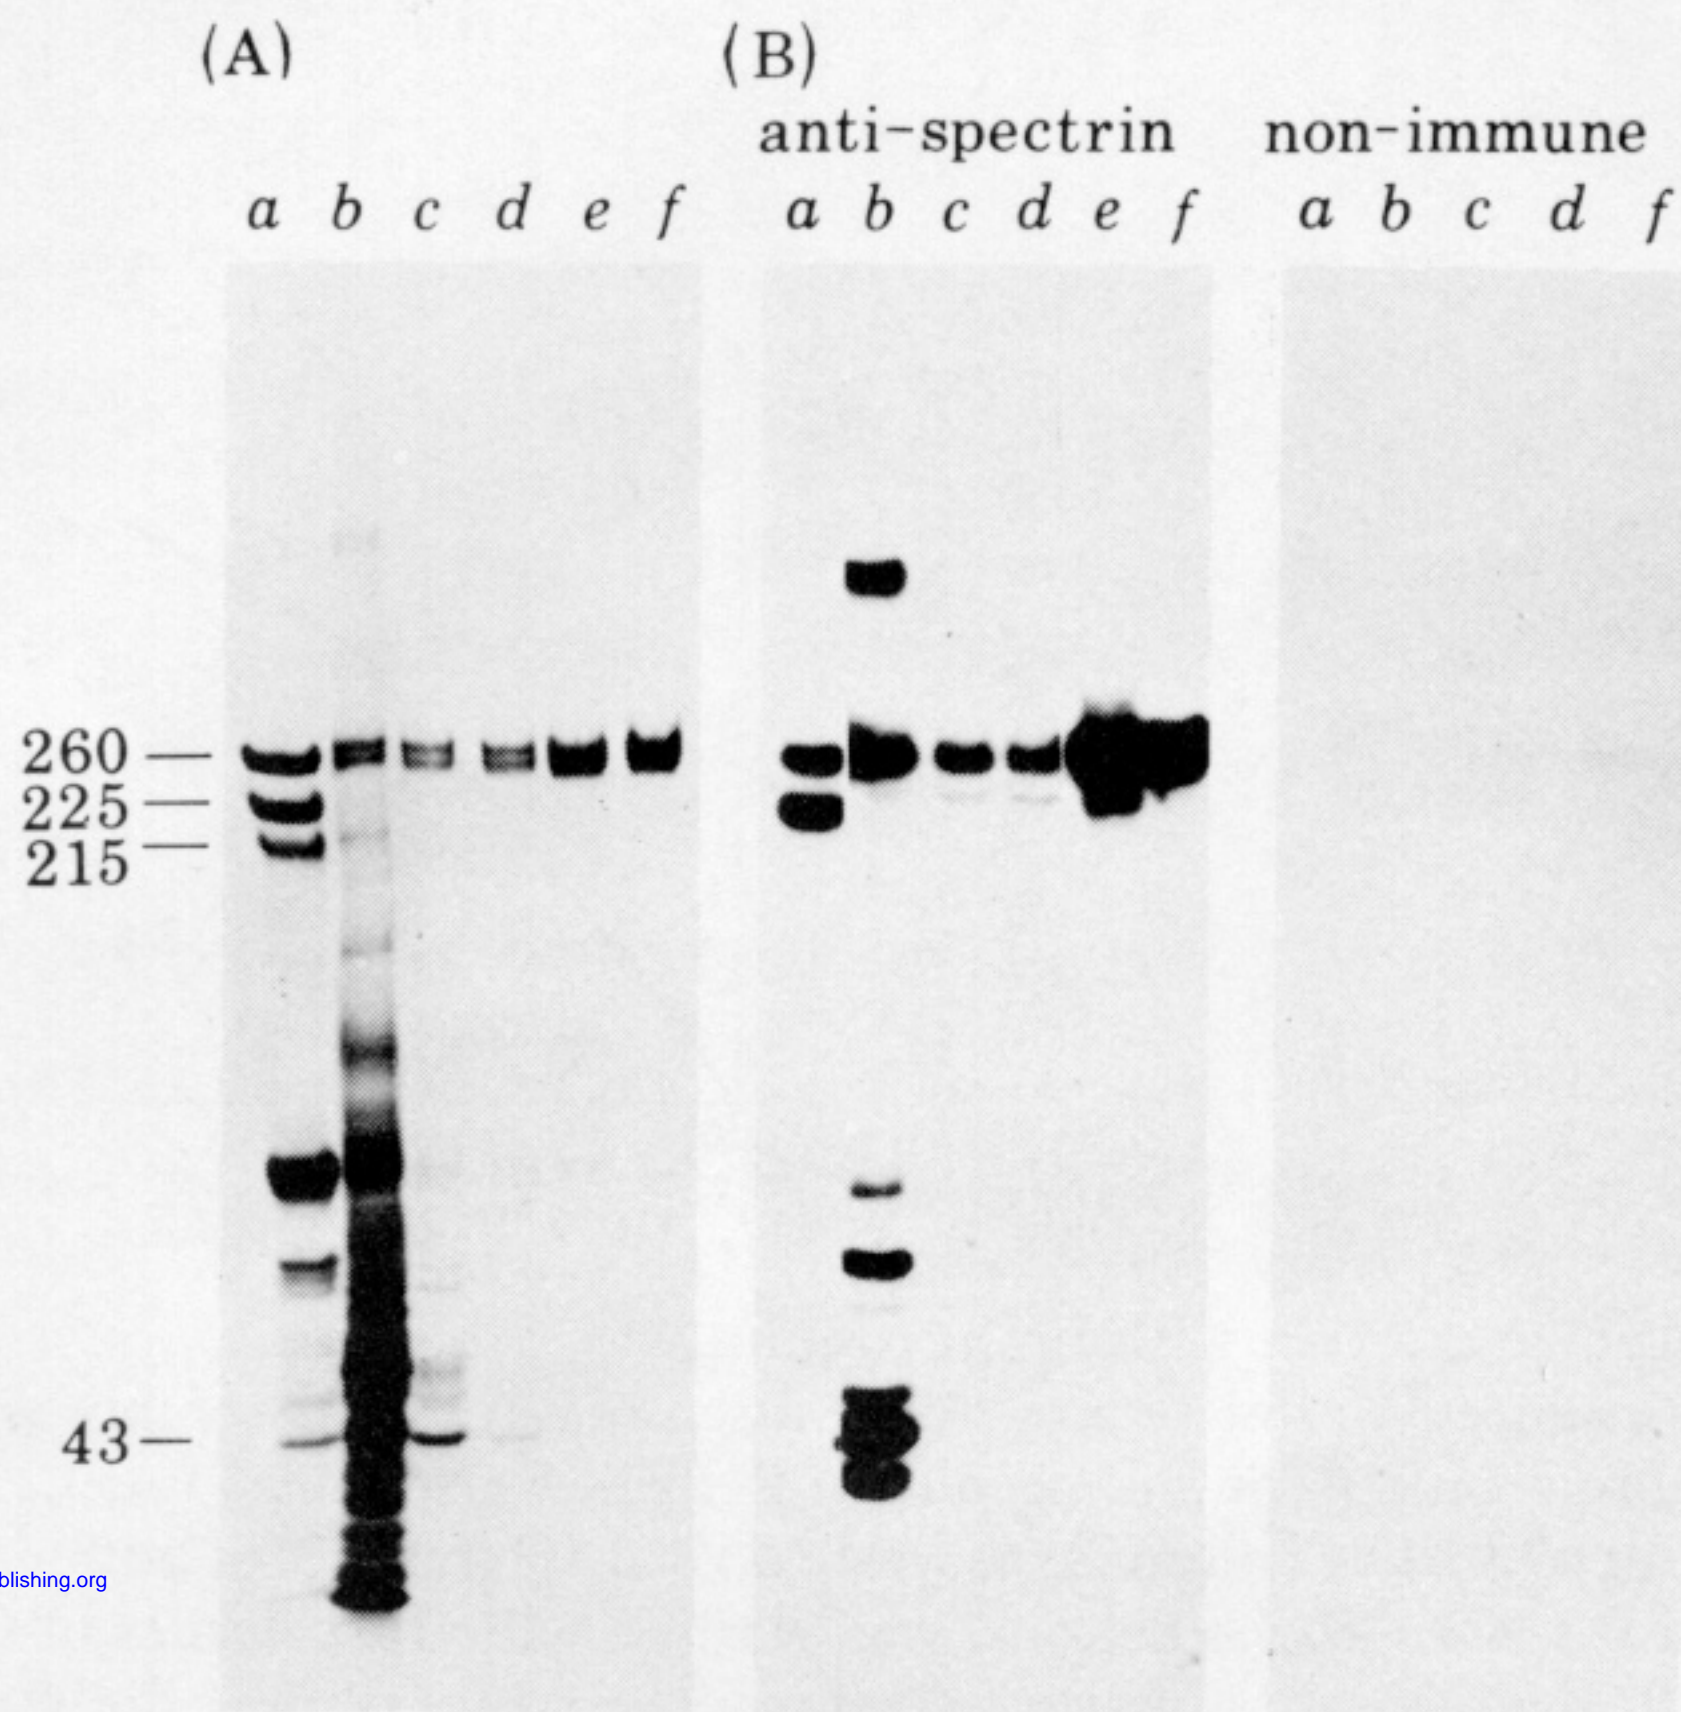 (A) (B)
anti-spectrin non-immune
a b c d e f a b c d e f a b c d f
260
225
215
43
blishing.org